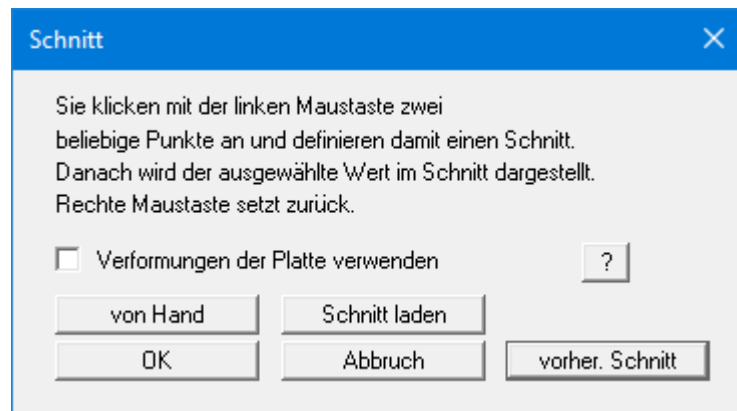 Schnitt
Sie klicken mit der linken Maustaste zwei
beliebige Punkte an und definieren damit einen Schnitt.
Danach wird der ausgewählte Wert im Schnitt dargestellt.
Rechte Maustaste setzt zurück.
Verformungen der Platte verwenden ?
von Hand Schnitt laden
OK Abbruch vorher. Schnitt